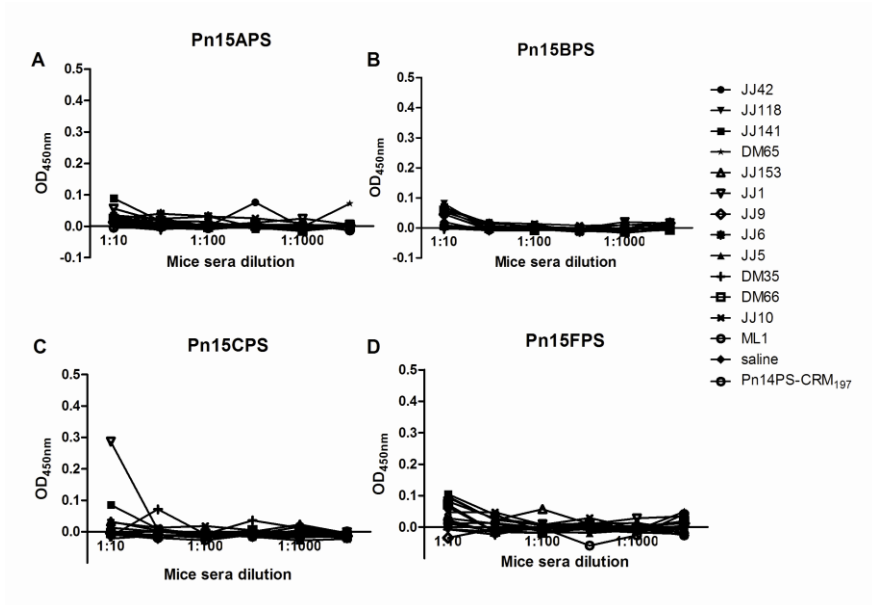 A
Pn15APS
0.5
0.4
0.3
0.2
0.1
0.0
-0.1
OD450nm
1:10
1:100
1:1000
Mice sera dilution
B
Pn15BPS
0.5
0.4
0.3
0.2
0.1
0.0
-0.1
OD450nm
1:10
1:100
1:1000
Mice sera dilution
JJ42
JJ118
JJ141
DM65
JJ153
JJ1
JJ9
JJ6
JJ5
DM35
DM66
JJ10
ML1
saline
Pn14PS-CRM197
C
Pn15CPS
0.5
0.4
0.3
0.2
0.1
0.0
OD450nm
1:10
1:100
1:1000
Mice sera dilution
D
Pn15FPS
0.5
0.4
0.3
0.2
0.1
0.0
OD450nm
1:10
1:100
1:1000
Mice sera dilution